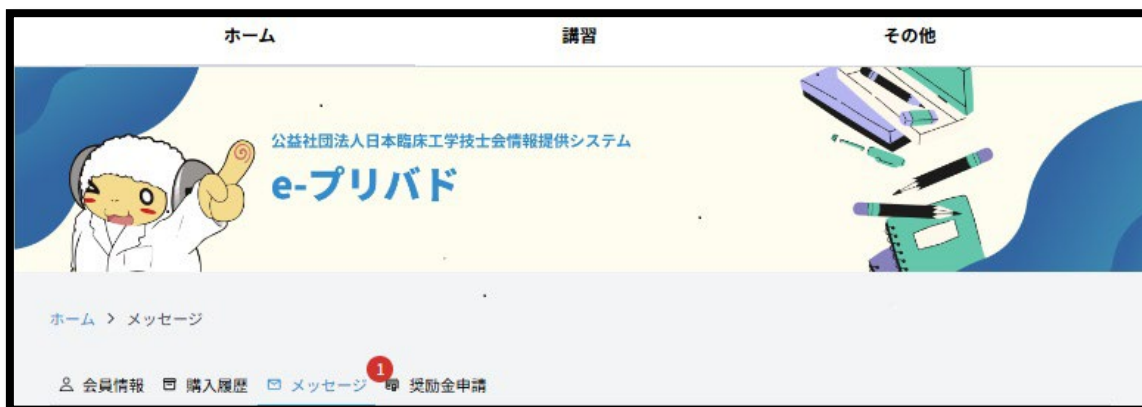 ホーム 講習 その他
公益社団法人日本臨床工学技士会情報提供システム
e-プリバド
ホーム > メッセージ
会員情報 購入履歴 メッセージ 1 奨励金申請